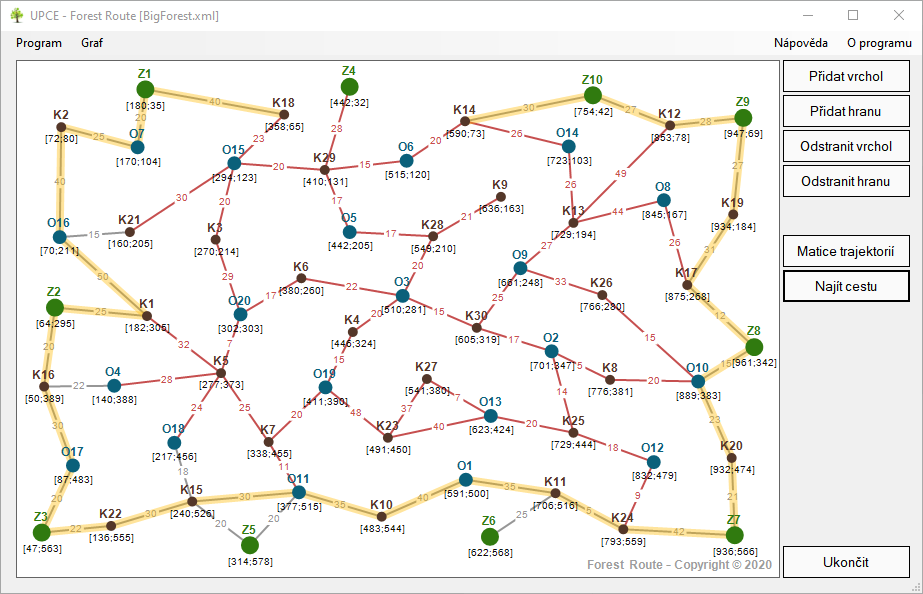 UPCE - Forest Route [BigForest.xml]
Program Graf Nápověda O programu
Z1
[180;35]
Z4
[442;32]
Z10
[754;42]
Z9
[947;69]
K2
[72;80]
K18
[358;65]
K14
[590;73]
K12
[853;78]
O7
[170;104]
O15
[294;123]
K29
[410;131]
O6
[515;120]
O14
[723;103]
K9
[636;163]
O8
[845;167]
K19
[934;184]
O16
[70;211]
K21
[160;205]
K3
[270;214]
O5
[442;205]
K28
[549;210]
K13
[729;194]
K6
[380;260]
O9
[661;248]
K17
[875;268]
Z2
[64;295]
K1
[182;305]
O20
[302;303]
O3
[510;281]
K26
[766;280]
K4
[446;324]
K30
[605;319]
O2
[701;347]
Z8
[961;342]
K16
[50;389]
O4
[140;388]
K5
[277;373]
O19
[411;390]
K27
[541;380]
K8
[776;381]
O10
[889;383]
O18
[217;456]
K7
[338;455]
K23
[491;450]
O13
[623;424]
K25
[729;444]
O17
[87;483]
O12
[832;479]
K20
[932;474]
Z3
[47;563]
K22
[136;555]
K15
[240;526]
O11
[377;515]
K10
[483;544]
O1
[591;500]
K11
[706;516]
Z5
[314;578]
Z6
[622;568]
K24
[793;559]
Z7
[936;566]
40
20
25
23
28
30
27
28
20
15
20
26
40
30
20
17
26
49
27
15
17
21
44
26
31
50
29
20
27
33
25
17
22
12
32
7
20
15
25
17
15
20
15
5
20
15
22
28
24
25
20
48
37
7
40
20
14
18
23
30
18
11
9
21
20
22
30
20
30
20
35
40
35
25
5
42
Forest Route - Copyright © 2020
Přidat vrchol
Přidat hranu
Odstranit vrchol
Odstranit hranu
Matice trajektorií
Najít cestu
Ukončit